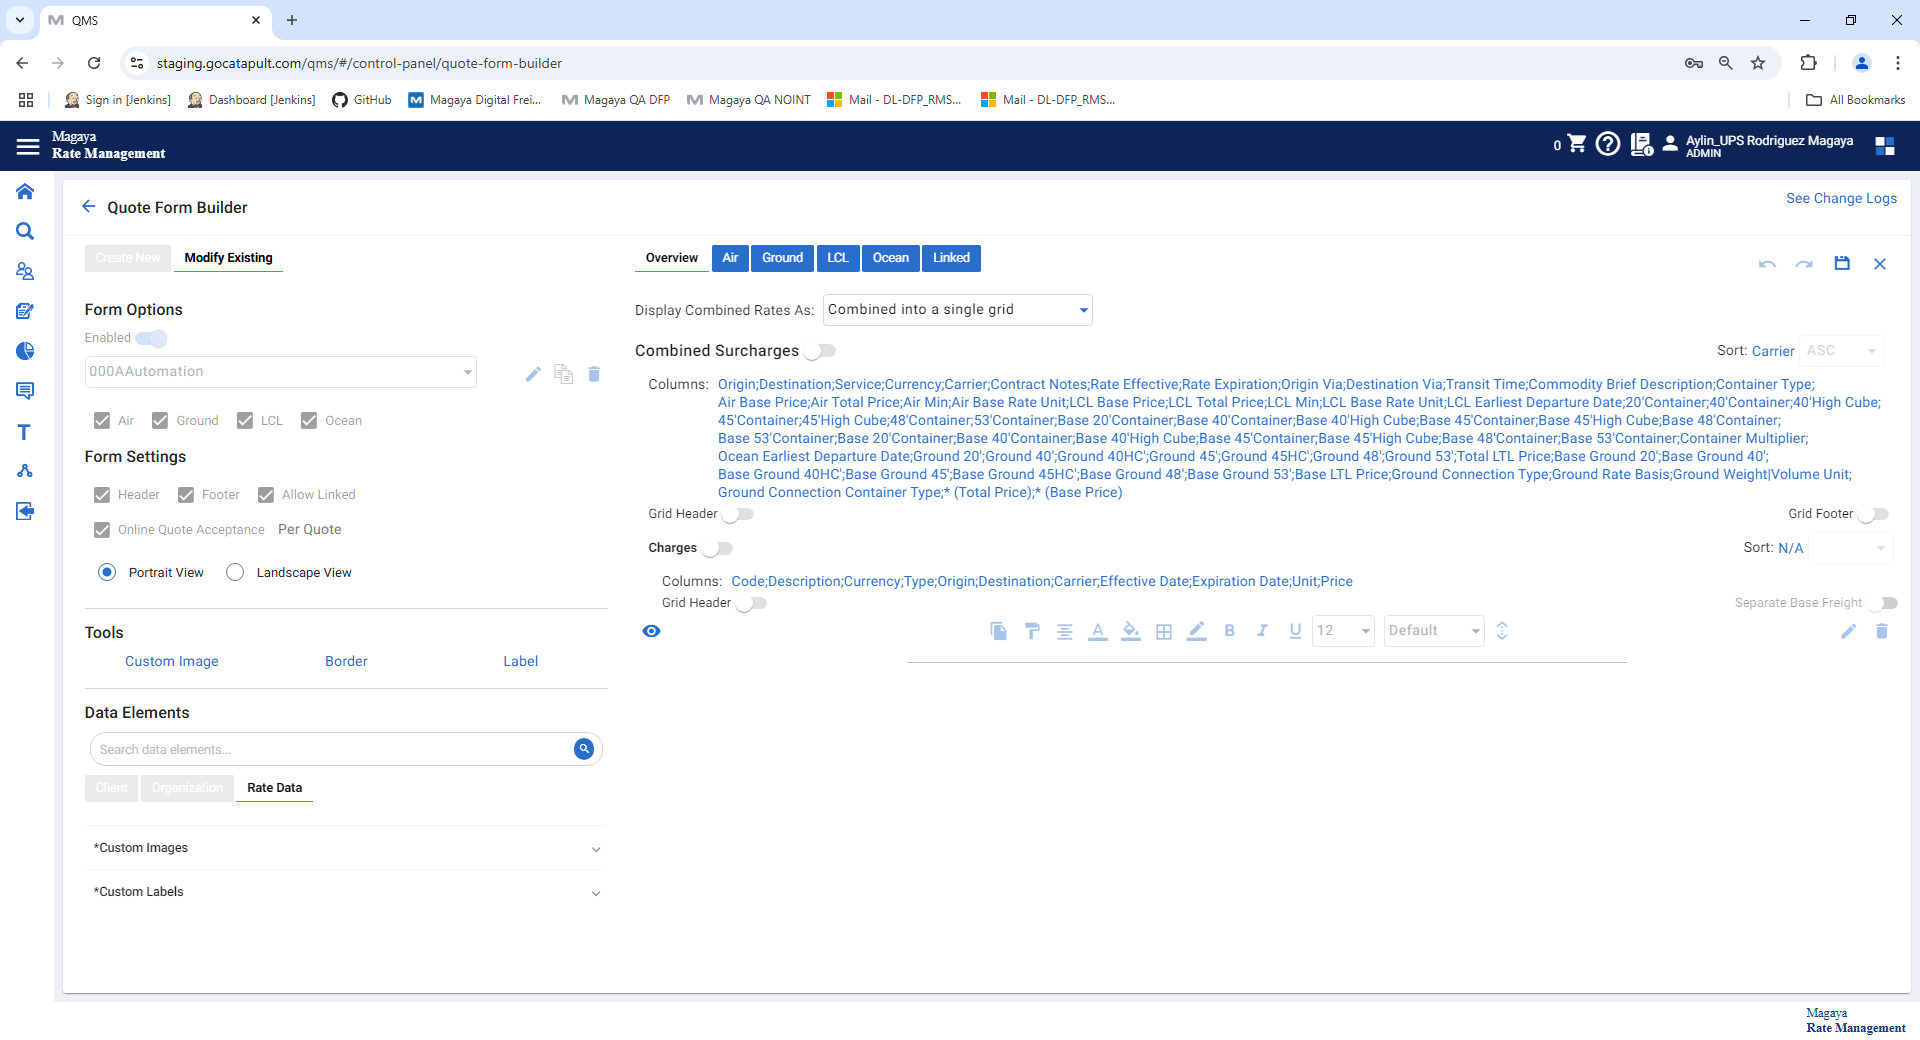 QMS
staging.gocatapult.com/qms/#/control-panel/quote-form-builder
Sign in [Jenkins]
Dashboard [Jenkins]
GitHub
Magaya Digital Frei...
Magaya QA DFP
Magaya QA NOINT
Mail - DL-DFP_RMS...
Mail - DL-DFP_RMS...
All Bookmarks
Magaya
Rate Management
0
Aylin_UPS Rodriguez Magaya
ADMIN
Quote Form Builder
See Change Logs
Create New
Modify Existing
Form Options
Enabled
000AAutomation
Air
Ground
LCL
Ocean
Form Settings
Header
Footer
Allow Linked
Online Quote Acceptance
Per Quote
Portrait View
Landscape View
Tools
Custom Image
Border
Label
Data Elements
Search data elements...
Client
Organization
Rate Data
*Custom Images
*Custom Labels
Overview
Air
Ground
LCL
Ocean
Linked
Display Combined Rates As:
Combined into a single grid
Combined Surcharges
Sort: Carrier
ASC
Columns:
Origin;Destination;Service;Currency;Carrier;Contract Notes;Rate Effective;Rate Expiration;Origin Via;Destination Via;Transit Time;Commodity Brief Description;Container Type;
Air Base Price;Air Total Price;Air Min;Air Base Rate Unit;LCL Base Price;LCL Total Price;LCL Min;LCL Base Rate Unit;LCL Earliest Departure Date;20'Container;40'Container;40'High Cube;
45'Container;45'High Cube;48'Container;53'Container;Base 20'Container;Base 40'Container;Base 40'High Cube;Base 45'Container;Base 45'High Cube;Base 48'Container;
Base 53'Container;Base 20'Container;Base 40'Container;Base 40'High Cube;Base 45'Container;Base 45'High Cube;Base 48'Container;Base 53'Container;Container Multiplier;
Ocean Earliest Departure Date;Ground 20';Ground 40';Ground 40HC';Ground 45';Ground 45HC';Ground 48';Ground 53';Total LTL Price;Base Ground 20';Base Ground 40';
Base Ground 40HC';Base Ground 45';Base Ground 45HC';Base Ground 48';Base Ground 53';Base LTL Price;Ground Connection Type;Ground Rate Basis;Ground Weight|Volume Unit;
Ground Connection Container Type;* (Total Price);* (Base Price)
Grid Header
Grid Footer
Charges
Sort: N/A
Columns:
Code;Description;Currency;Type;Origin;Destination;Carrier;Effective Date;Expiration Date;Unit;Price
Grid Header
Separate Base Freight
A
B
I
U
12
Default
Magaya
Rate Management